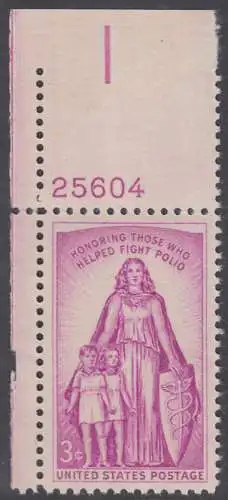 25604
HONORING THOSE WHO
HELPED FIGHT POLIO
3¢
UNITED STATES POSTAGE